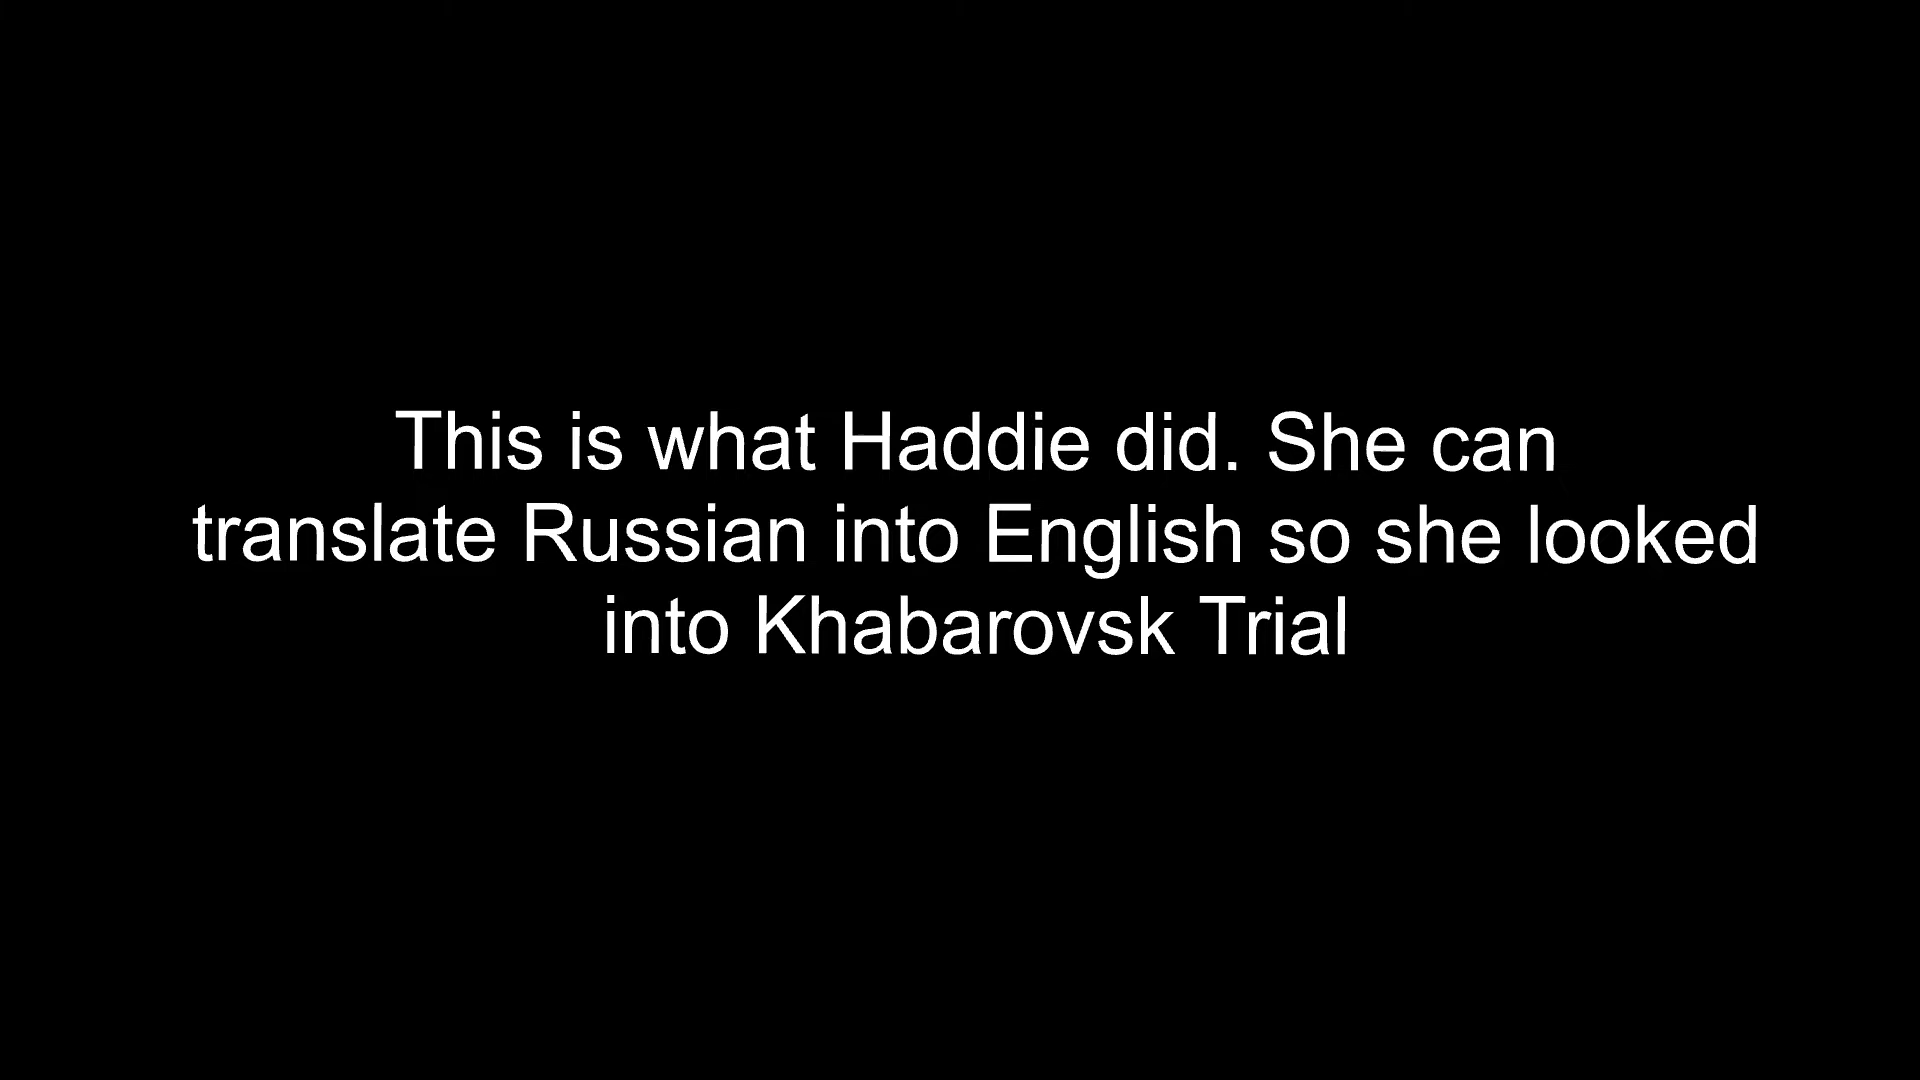 This is what Haddie did. She can
translate Russian into English so she looked
into Khabarovsk Trial